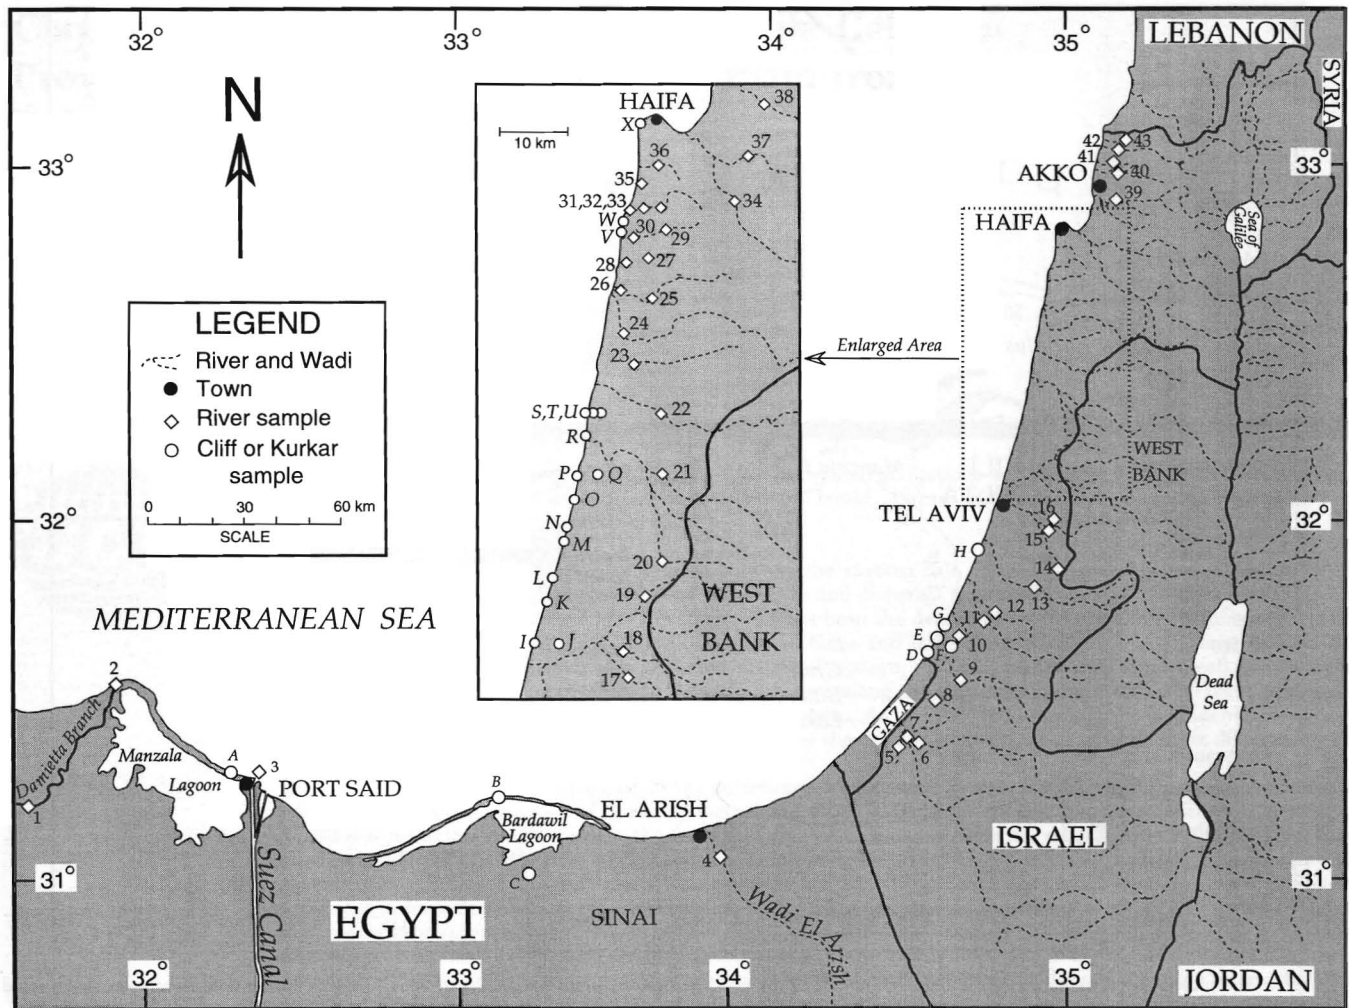 32°
33°
34°
35°
LEBANON
SYRIA
N
HAIFA
X
10 km
38
37
36
35
34
31,32,33
W
V
30
29
28
27
26
25
24
23
S,T,U
22
R
P
Q
21
O
N
M
20
L
19
K
WEST
BANK
I
J
18
17
33°
42
43
41
40
AKKO
39
33°
HAIFA
Sea of
Galilee
LEGEND
River and Wadi
Town
River sample
Cliff or Kurkar
sample
0 30 60 km
SCALE
Enlarged Area
WEST
BANK
32°
TEL AVIV
16
15
32°
H
14
13
12
11
G
E
D
F
10
9
8
GAZA
7
5
6
Dead
Sea
MEDITERRANEAN SEA
2
Damietta Branch
1
Manzala
Lagoon
A
3
PORT SAID
B
Bardawil
Lagoon
EL ARISH
4
C
ISRAEL
31°
31°
Suez Canal
EGYPT
SINAI
Wadi El Arish
32°
33°
34°
35°
JORDAN